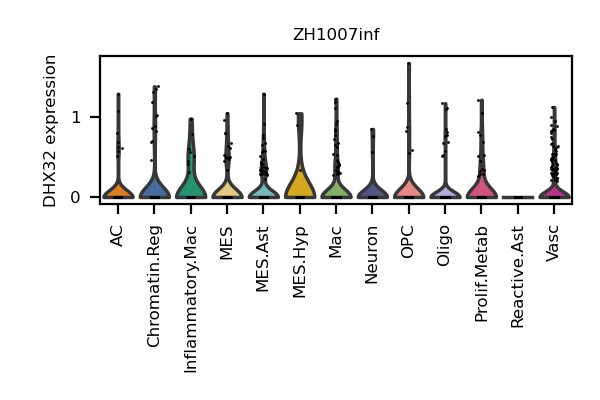 ZH1007inf
DHX32 expression
1
0
AC
Chromatin.Reg
Inflammatory.Mac
MES
MES.Ast
MES.Hyp
Mac
Neuron
OPC
Oligo
Prolif.Metab
Reactive.Ast
Vasc